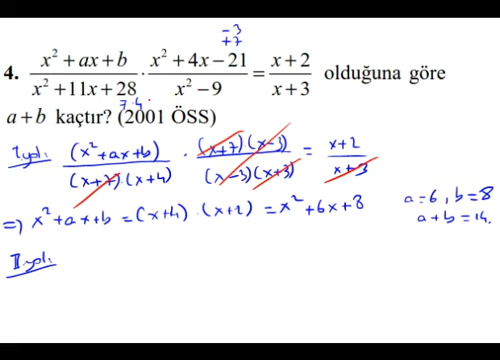 -3
+7
4. (x² + ax + b)/(x² + 11x + 28) · (x² + 4x - 21)/(x² - 9) = (x + 2)/(x + 3) olduğuna göre
7.4
a + b kaçtır? (2001 ÖSS)
I yol: (x² + ax + b)/((x+7).(x+4)) · ((x+7)(x-3))/((x-3)(x+3)) = (x+2)/(x+3)
⇒ x² + ax + b = (x+4).(x+2) = x² + 6x + 8 a=6, b=8
a+b=14.
II yol: